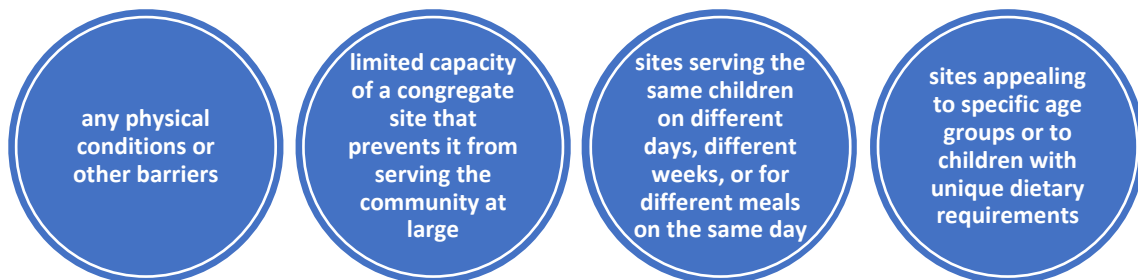 any physical
conditions or
other barriers
limited capacity
of a congregate
site that
prevents it from
serving the
community at
large
sites serving the
same children
on different
days, different
weeks, or for
different meals
on the same day
sites appealing
to specific age
groups or to
children with
unique dietary
requirements